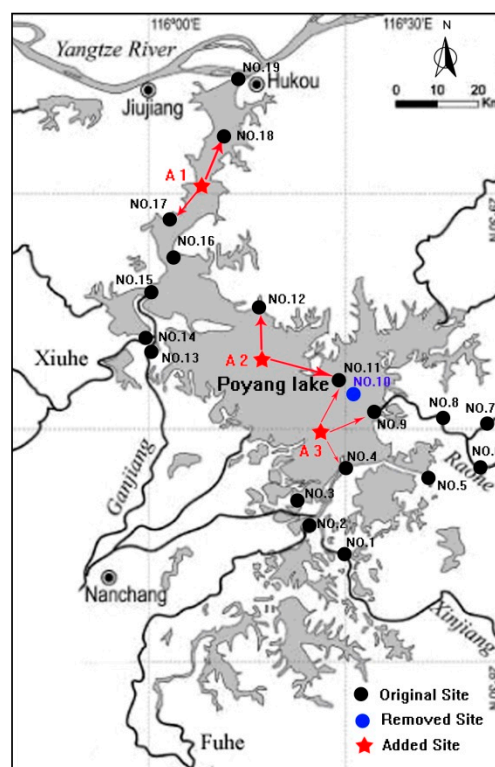 116°00
116°30
Yangtze River
NO.19
Hukou
N
Jiujiang
0 10 20
Km
NO.18
A 1
29°30
NO.17
NO.16
NO.15
NO.12
NO.14
NO.13
A 2
NO.11
Xiuhe
Poyang lake
NO.10
NO.8
NO.7
NO.9
A 3
NO.4
Raohe
NO.5
Ganjiang
NO.3
NO.2
NO.1
Nanchang
Xinjiang
Original Site
Removed Site
Added Site
Fuhe